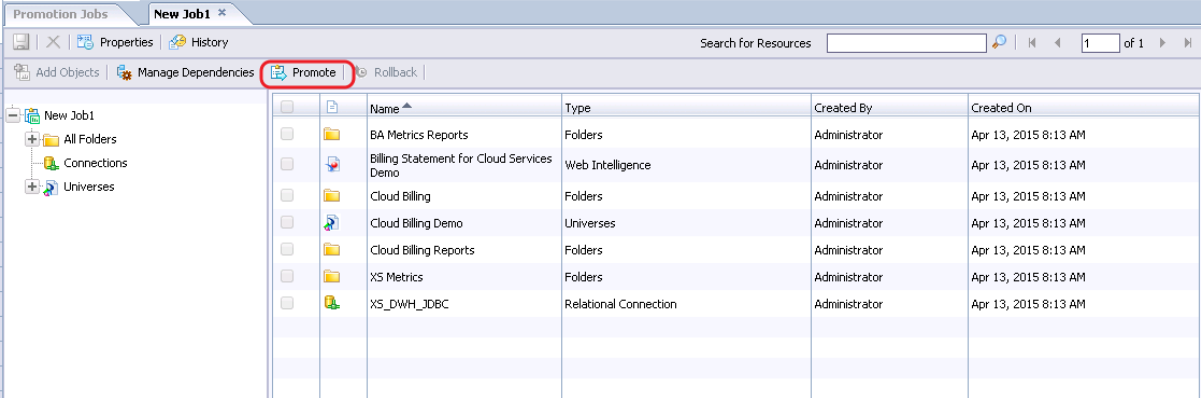 Promotion Jobs New Job1 ×
Properties History Search for Resources 1 of 1
Add Objects Manage Dependencies Promote Rollback
New Job1
All Folders
Connections
Universes
Name Type Created By Created On
BA Metrics Reports Folders Administrator Apr 13, 2015 8:13 AM
Billing Statement for Cloud Services
Demo Web Intelligence Administrator Apr 13, 2015 8:13 AM
Cloud Billing Folders Administrator Apr 13, 2015 8:13 AM
Cloud Billing Demo Universes Administrator Apr 13, 2015 8:13 AM
Cloud Billing Reports Folders Administrator Apr 13, 2015 8:13 AM
XS Metrics Folders Administrator Apr 13, 2015 8:13 AM
XS_DWH_JDBC Relational Connection Administrator Apr 13, 2015 8:13 AM